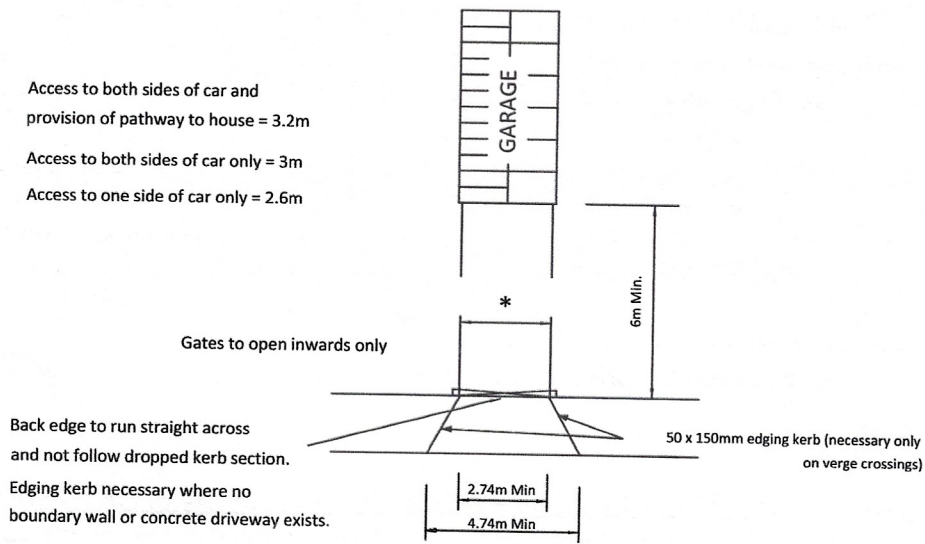 Access to both sides of car and
provision of pathway to house = 3.2m
Access to both sides of car only = 3m
Access to one side of car only = 2.6m
GARAGE
6m Min.
*
Gates to open inwards only
Back edge to run straight across
and not follow dropped kerb section.
Edging kerb necessary where no
boundary wall or concrete driveway exists.
50 x 150mm edging kerb (necessary only
on verge crossings)
2.74m Min
4.74m Min